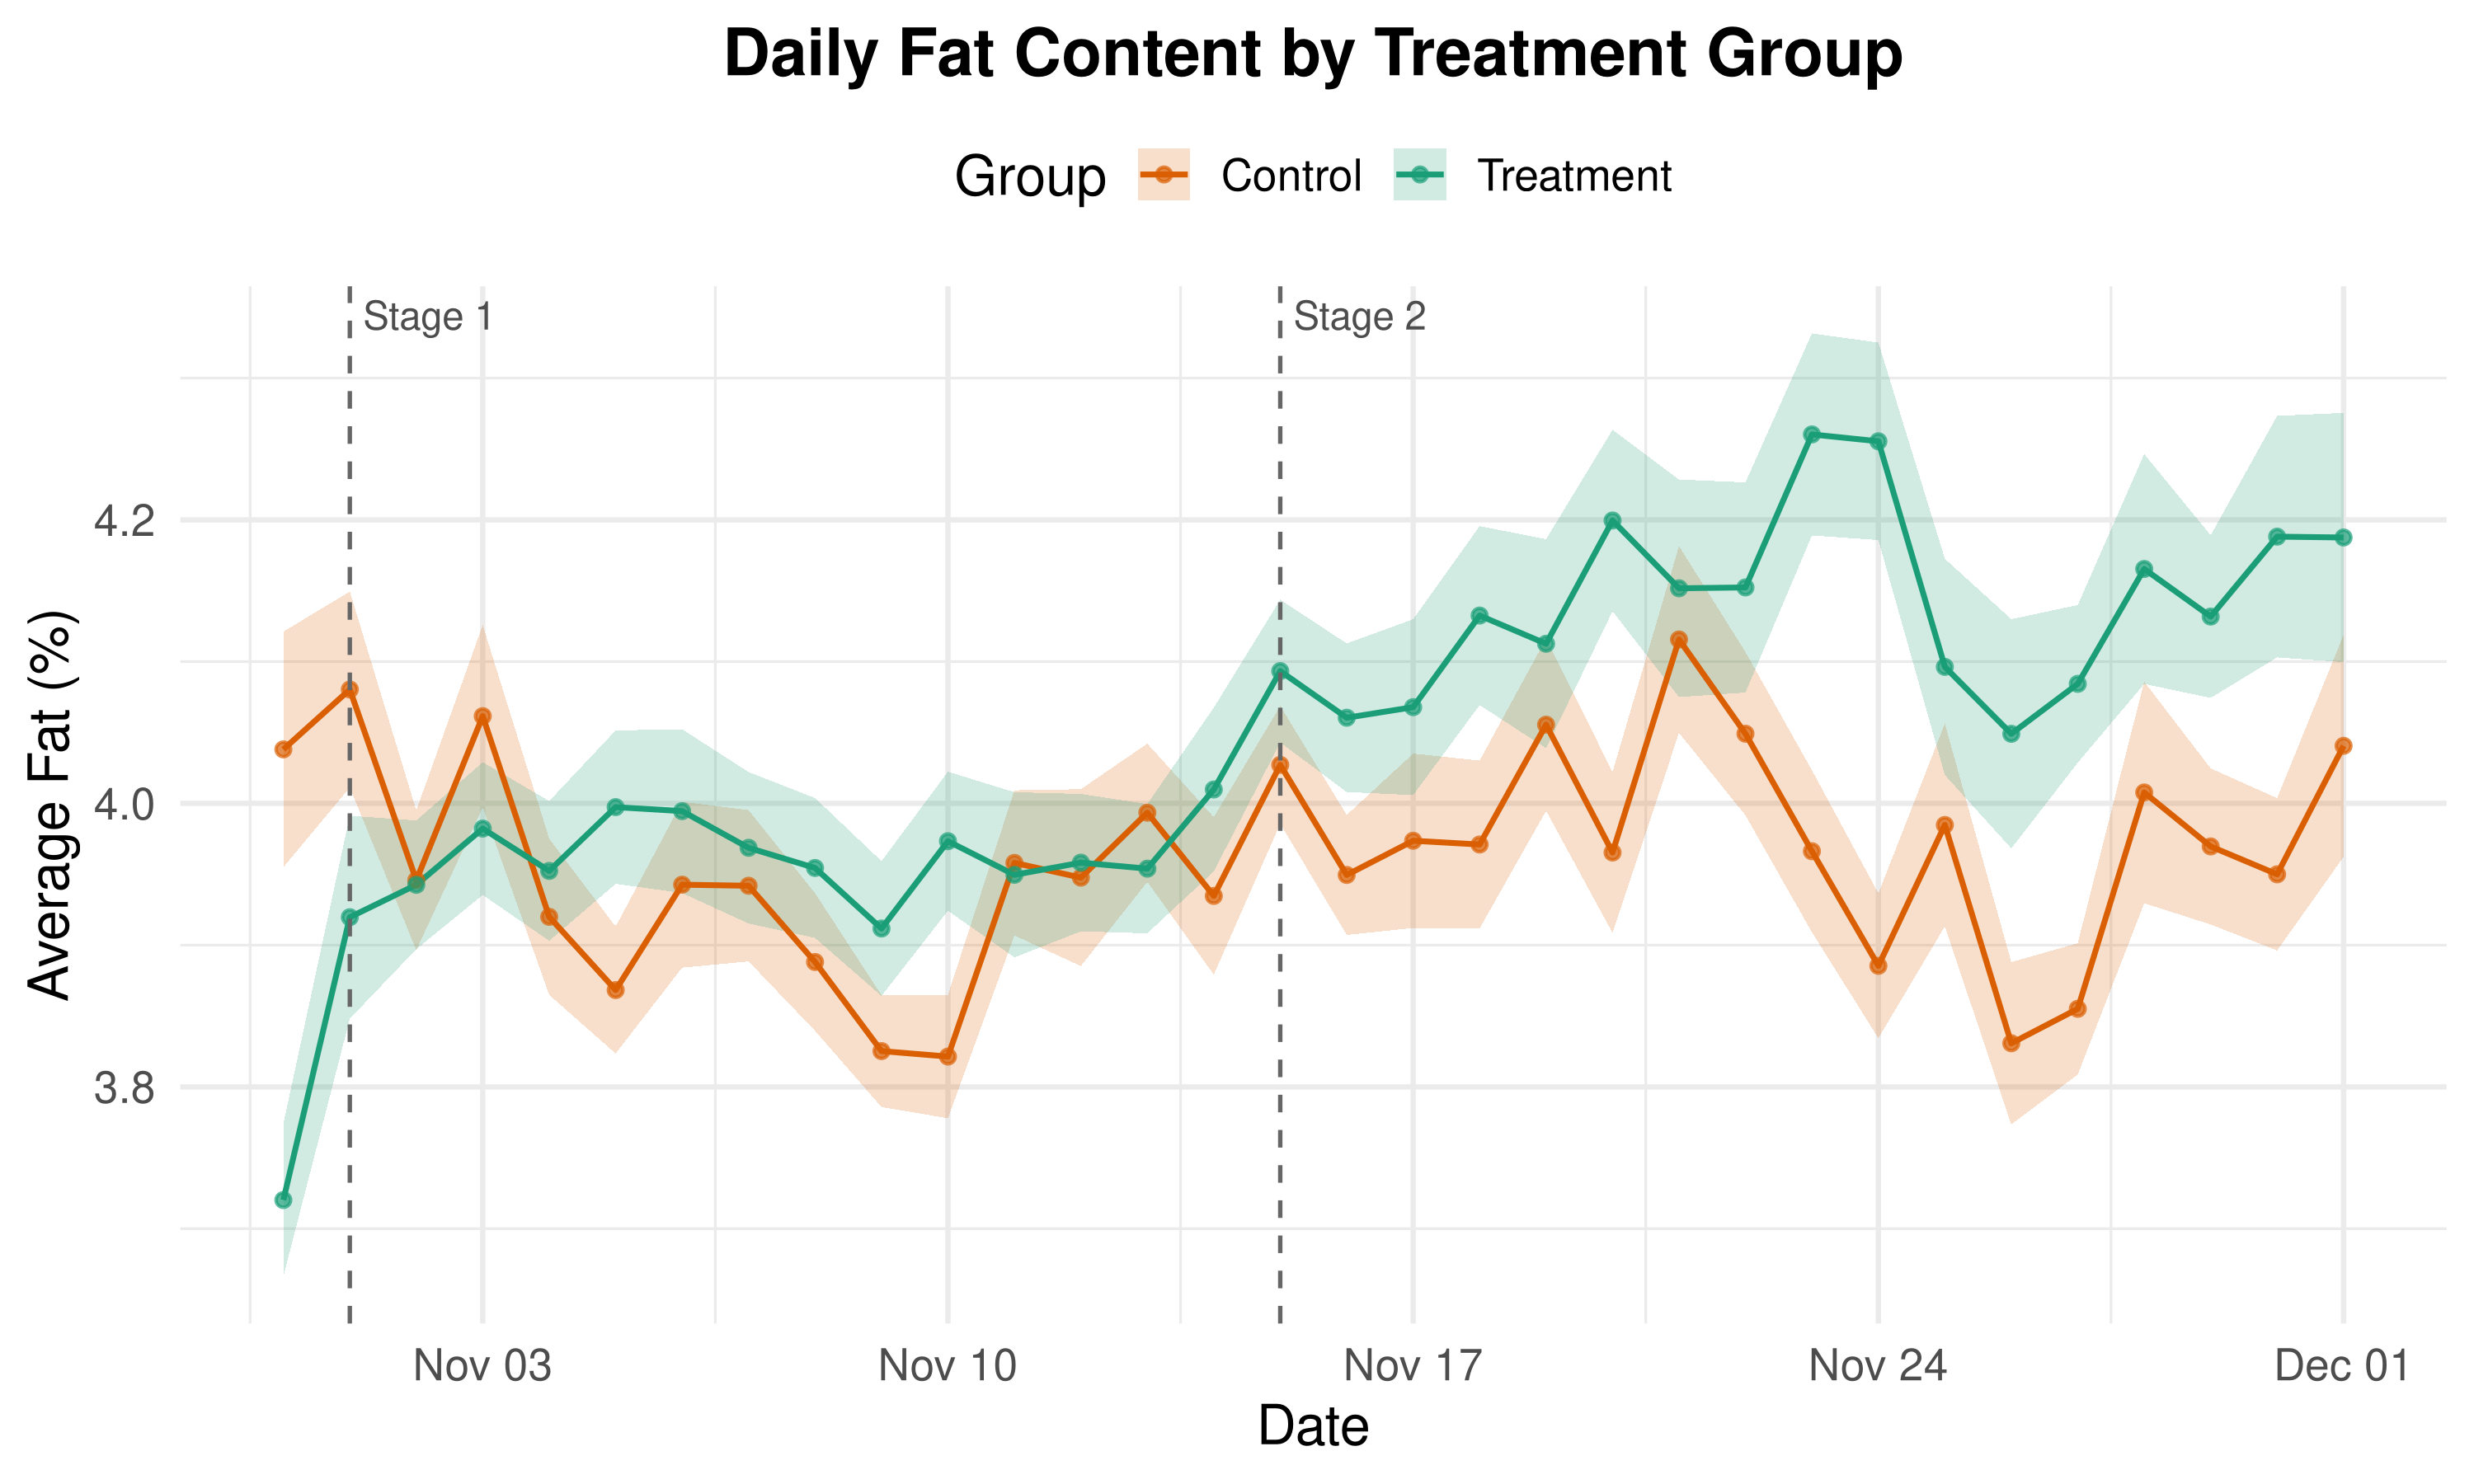 Daily Fat Content by Treatment Group
Group Control Treatment
Stage 1 Stage 2
4.2
4.0
3.8
Average Fat (%)
Nov 03 Nov 10 Nov 17 Nov 24 Dec 01
Date